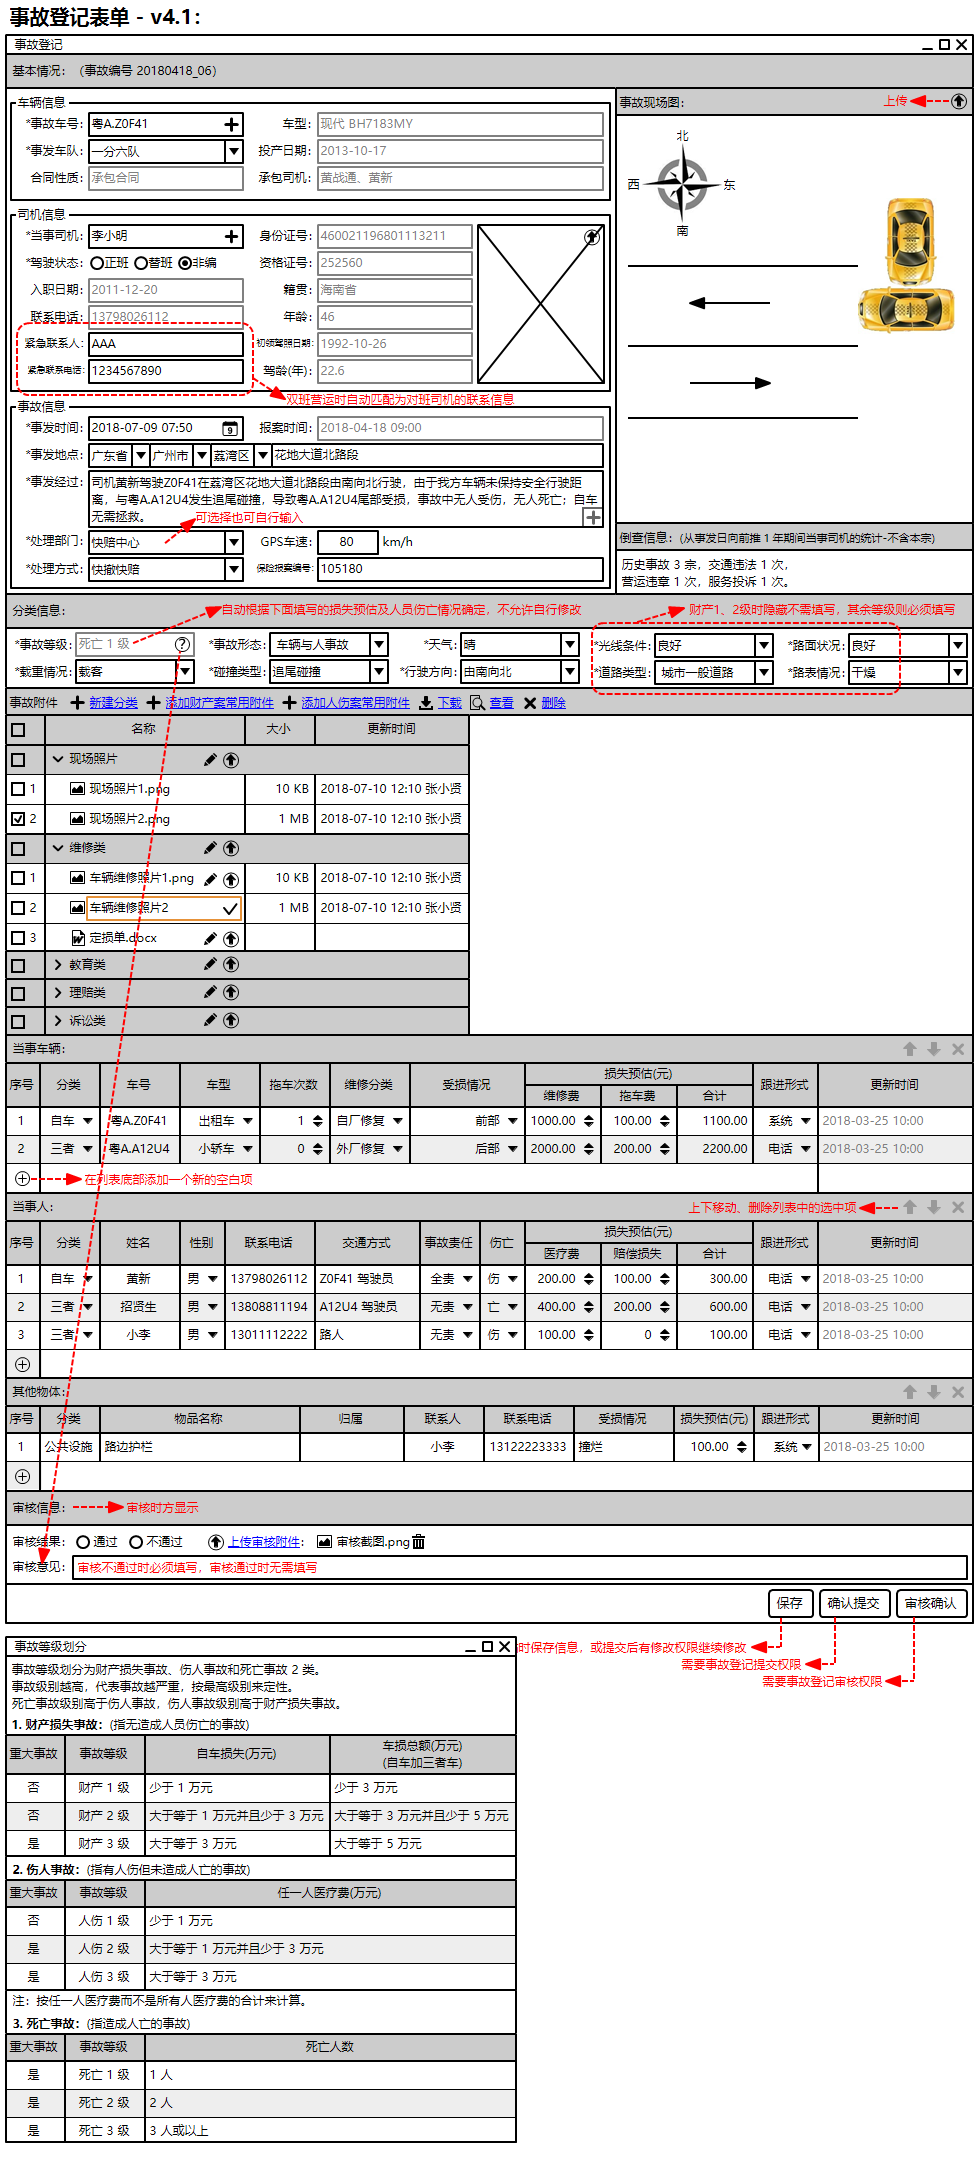 事故登记表单 - v4.1：
事故登记
基本情况：（事故编号 20180418_06）
车辆信息
*事故车号： 粤A.Z0F41 车型： 现代 BH7183MY
*事发车队： 一分六队 投产日期： 2013-10-17
合同性质： 承包合同 承包司机： 黄战通、黄新
司机信息
*当事司机： 李小明 身份证号： 460021196801113211
*驾驶状态： 正班 替班 非编 资格证号： 252560
入职日期： 2011-12-20 籍贯： 海南省
联系电话： 13798026112 年龄： 46
紧急联系人： AAA 初领驾照日期： 1992-10-26
紧急联系电话： 1234567890 驾龄(年)： 22.6
双班营运时自动匹配为对班司机的联系信息
事故信息
*事发时间： 2018-07-09 07:50 9 报案时间： 2018-04-18 09:00
*事发地点： 广东省 广州市 荔湾区 花地大道北路段
*事发经过： 司机黄新驾驶Z0F41在荔湾区花地大道北路段由南向北行驶，由于我方车辆未保持安全行驶距
离，与粤A.A12U4发生追尾碰撞，导致粤A.A12U4尾部受损，事故中无人受伤，无人死亡；自车
无需拯救。
可选择也可自行输入
*处理部门： 快赔中心 GPS车速： 80 km/h
*处理方式： 快撤快赔 保险报案编号： 105180
事故现场图： 上传
北
西 东
南
倒查信息：(从事发日向前推 1 年期间当事司机的统计-不含本宗)
历史事故 3 宗，交通违法 1 次，
营运违章 1 次，服务投诉 1 次。
分类信息： 自动根据下面填写的损失预估及人员伤亡情况确定，不允许自行修改 财产1、2级时隐藏不需填写，其余等级则必须填写
*事故等级： 死亡 1 级 ? *事故形态： 车辆与人事故 *天气： 晴 *光线条件： 良好 *路面状况： 良好
*载重情况： 载客 *碰撞类型： 追尾碰撞 *行驶方向： 由南向北 *道路类型： 城市一般道路 *路表情况： 干燥
事故附件 新建分类 添加财产案常用附件 添加人伤案常用附件 下载 查看 删除
名称 大小 更新时间
现场照片
1 现场照片1.png 10 KB 2018-07-10 12:10 张小贤
2 现场照片2.png 1 MB 2018-07-10 12:10 张小贤
维修类
1 车辆维修照片1.png 10 KB 2018-07-10 12:10 张小贤
2 车辆维修照片2 1 MB 2018-07-10 12:10 张小贤
3 定损单.docx
教育类
理赔类
诉讼类
当事车辆：
序号 分类 车号 车型 拖车次数 维修分类 受损情况 损失预估(元) 跟进形式 更新时间
维修费 拖车费 合计
1 自车 粤A.Z0F41 出租车 1 自厂修复 前部 1000.00 100.00 1100.00 系统 2018-03-25 10:00
2 三者 粤A.A12U4 小轿车 0 外厂修复 后部 2000.00 200.00 2200.00 电话 2018-03-25 10:00
在列表底部添加一个新的空白项
当事人： 上下移动、删除列表中的选中项
序号 分类 姓名 性别 联系电话 交通方式 事故责任 伤亡 损失预估(元) 跟进形式 更新时间
医疗费 赔偿损失 合计
1 自车 黄新 男 13798026112 Z0F41 驾驶员 全责 伤 200.00 100.00 300.00 电话 2018-03-25 10:00
2 三者 招贤生 男 13808811194 A12U4 驾驶员 无责 亡 400.00 200.00 600.00 电话 2018-03-25 10:00
3 三者 小李 男 13011112222 路人 无责 伤 100.00 0 100.00 电话 2018-03-25 10:00
其他物体：
序号 分类 物品名称 归属 联系人 联系电话 受损情况 损失预估(元) 跟进形式 更新时间
1 公共设施 路边护栏 小李 13122223333 撞烂 100.00 系统 2018-03-25 10:00
审核信息： 审核时方显示
审核结果： 通过 不通过 上传审核附件： 审核截图.png
审核意见： 审核不通过时必须填写，审核通过时无需填写
保存 确认提交 审核确认
时保存信息，或提交后有修改权限继续修改
需要事故登记提交权限
需要事故登记审核权限
事故等级划分
事故等级划分为财产损失事故、伤人事故和死亡事故 2 类。
事故级别越高，代表事故越严重，按最高级别来定性。
死亡事故级别高于伤人事故，伤人事故级别高于财产损失事故。
1. 财产损失事故：(指无造成人员伤亡的事故)
重大事故 事故等级 自车损失(万元) 车损总额(万元)
(自车加三者车)
否 财产 1 级 少于 1 万元 少于 3 万元
否 财产 2 级 大于等于 1 万元并且少于 3 万元 大于等于 3 万元并且少于 5 万元
是 财产 3 级 大于等于 3 万元 大于等于 5 万元
2. 伤人事故：(指有人伤但未造成人亡的事故)
重大事故 事故等级 任一人医疗费(万元)
否 人伤 1 级 少于 1 万元
是 人伤 2 级 大于等于 1 万元并且少于 3 万元
是 人伤 3 级 大于等于 3 万元
注：按任一人医疗费而不是所有人医疗费的合计来计算。
3. 死亡事故：(指造成人亡的事故)
重大事故 事故等级 死亡人数
是 死亡 1 级 1 人
是 死亡 2 级 2 人
是 死亡 3 级 3 人或以上